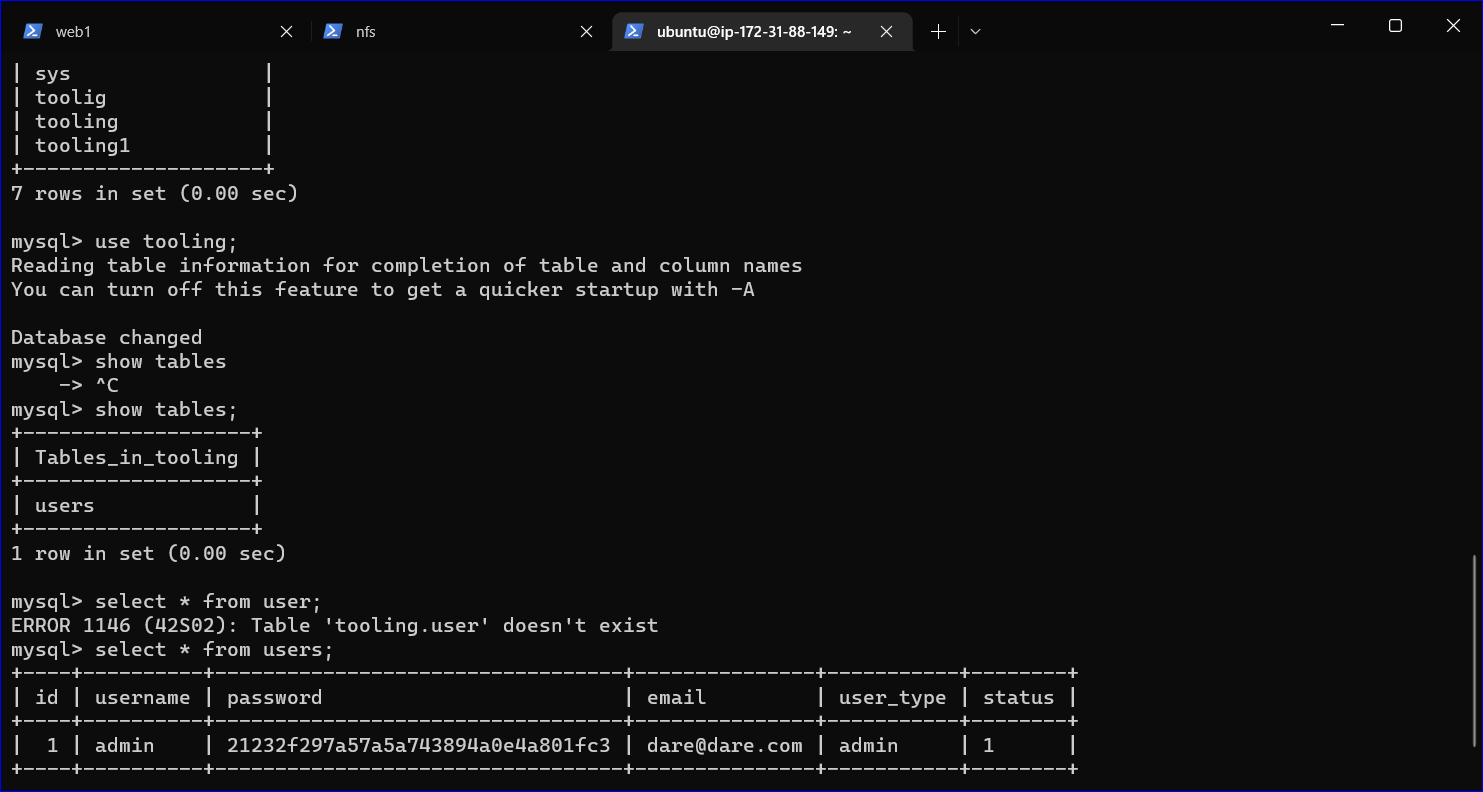 web1 nfs ubuntu@ip-172-31-88-149: ~
| sys                |
| toolig             |
| tooling            |
| tooling1           |
+--------------------+
7 rows in set (0.00 sec)
mysql> use tooling;
Reading table information for completion of table and column names
You can turn off this feature to get a quicker startup with -A
Database changed
mysql> show tables
    -> ^C
mysql> show tables;
+-------------------+
| Tables_in_tooling |
+-------------------+
| users             |
+-------------------+
1 row in set (0.00 sec)
mysql> select * from user;
ERROR 1146 (42S02): Table 'tooling.user' doesn't exist
mysql> select * from users;
+----+----------+----------------------------------+---------------+-----------+--------+
| id | username | password                         | email         | user_type | status |
+----+----------+----------------------------------+---------------+-----------+--------+
|  1 | admin    | 21232f297a57a5a743894a0e4a801fc3 | dare@dare.com | admin     | 1      |
+----+----------+----------------------------------+---------------+-----------+--------+